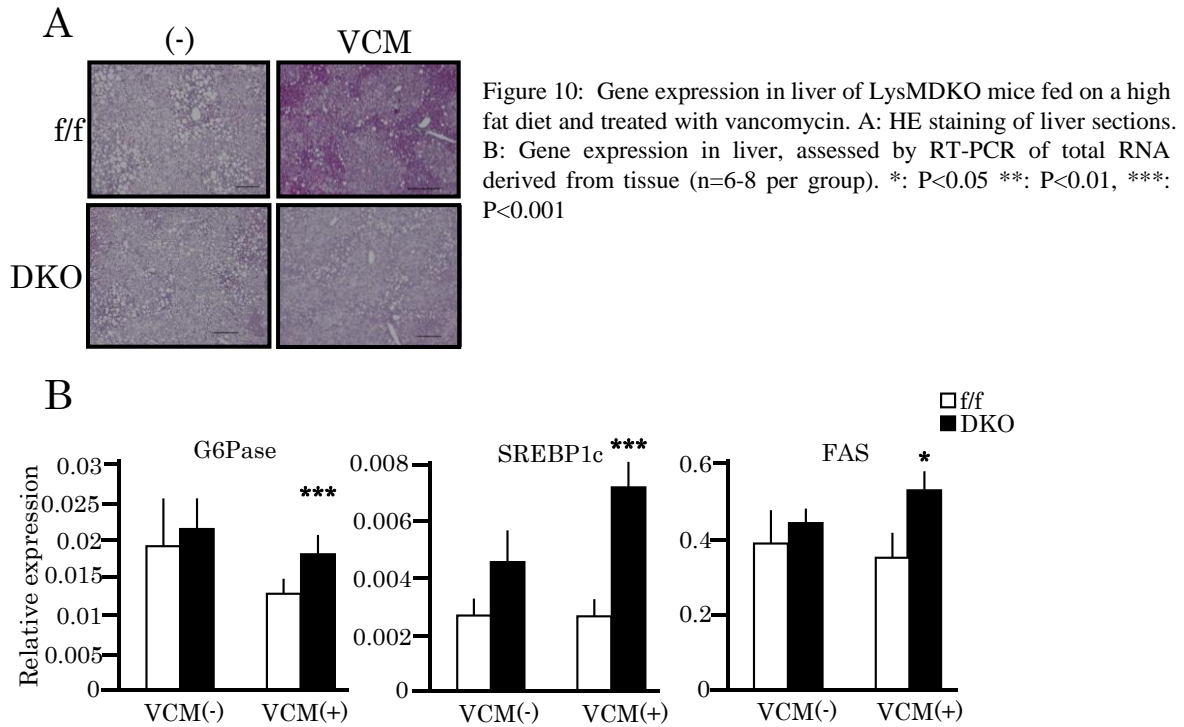 A
(-)
VCM
f/f
DKO
Figure 10: Gene expression in liver of LysMDKO mice fed on a high
fat diet and treated with vancomycin. A: HE staining of liver sections.
B: Gene expression in liver, assessed by RT-PCR of total RNA
derived from tissue (n=6-8 per group). *: P<0.05 **: P<0.01, ***:
P<0.001
B
f/f
DKO
Relative expression
G6Pase
0.03
0.025
0.02
0.015
0.01
0.005
0
***
VCM(-)
VCM(+)
SREBP1c
0.008
0.006
0.004
0.002
0
***
VCM(-)
VCM(+)
FAS
0.6
0.4
0.2
0
*
VCM(-)
VCM(+)